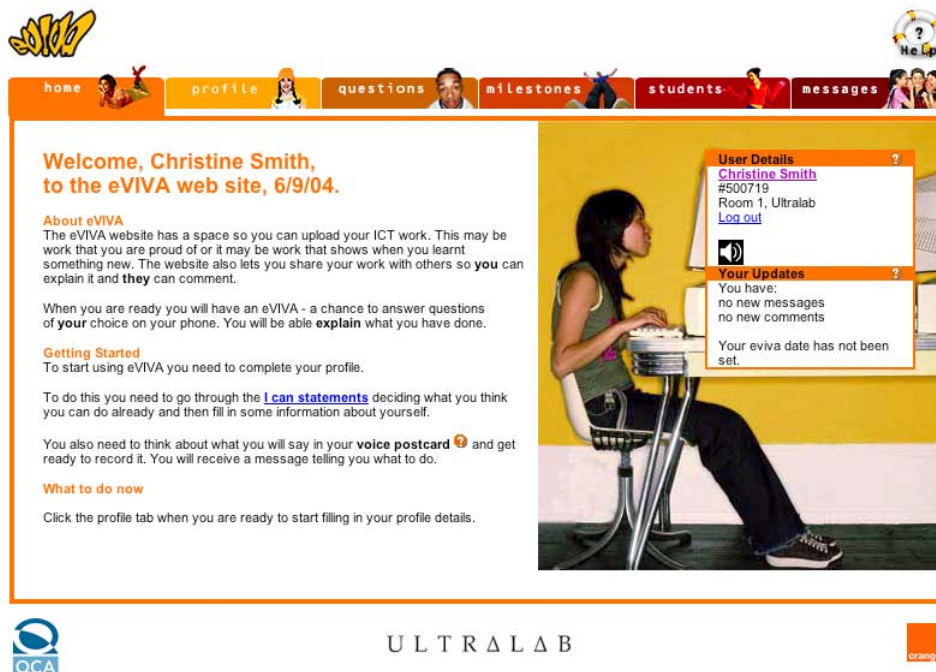 eVIVA
?
Help
home
profile
questions
milestones
students
messages
Welcome, Christine Smith,
to the eVIVA web site, 6/9/04.
About eVIVA
The eVIVA website has a space so you can upload your ICT work. This may be
work that you are proud of or it may be work that shows when you learnt
something new. The website also lets you share your work with others so you can
explain it and they can comment.
When you are ready you will have an eVIVA - a chance to answer questions
of your choice on your phone. You will be able explain what you have done.
Getting Started
To start using eVIVA you need to complete your profile.
To do this you need to go through the I can statements deciding what you think
you can do already and then fill in some information about yourself.
You also need to think about what you will say in your voice postcard ? and get
ready to record it. You will receive a message telling you what to do.
What to do now
Click the profile tab when you are ready to start filling in your profile details.
User Details ?
Christine Smith
#500719
Room 1, Ultralab
Log out
Your Updates ?
You have:
no new messages
no new comments
Your eviva date has not been
set.
QCA
ULTRALAB
orange